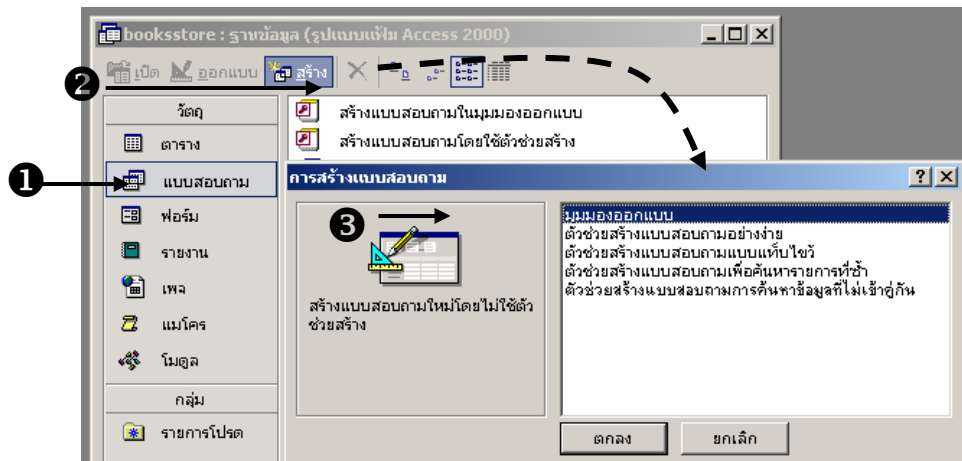 booksstore : ฐานข้อมูล (รูปแบบแฟ้ม Access 2000)
เปิด ออกแบบ สร้าง
❷
วัตถุ
สร้างแบบสอบถามในมุมมองออกแบบ
ตาราง
สร้างแบบสอบถามโดยใช้ตัวช่วยสร้าง
❶
แบบสอบถาม
ฟอร์ม
รายงาน
เพจ
แมโคร
โมดูล
กลุ่ม
รายการโปรด
การสร้างแบบสอบถาม
❸
สร้างแบบสอบถามใหม่โดยไม่ใช้ตัว
ช่วยสร้าง
มุมมองออกแบบ
ตัวช่วยสร้างแบบสอบถามอย่างง่าย
ตัวช่วยสร้างแบบสอบถามแบบแท็บไขว้
ตัวช่วยสร้างแบบสอบถามเพื่อค้นหารายการที่ซ้ำ
ตัวช่วยสร้างแบบสอบถามการค้นหาข้อมูลที่ไม่เข้าคู่กัน
ตกลง
ยกเลิก